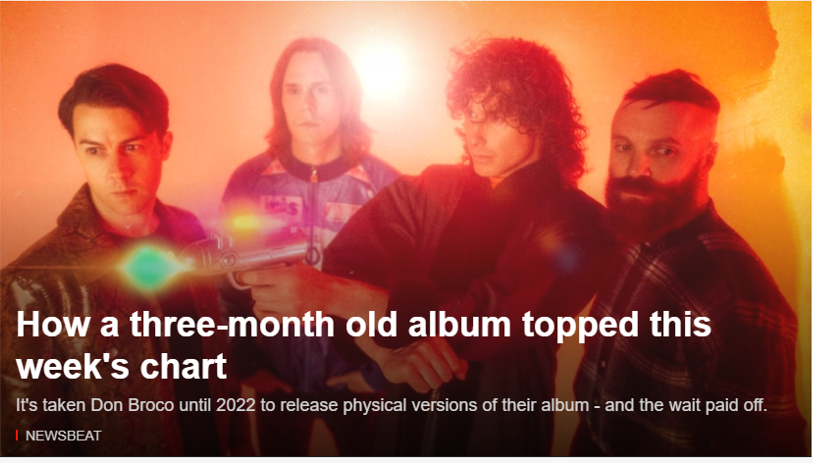 How a three-month old album topped this
week's chart
It's taken Don Broco until 2022 to release physical versions of their album - and the wait paid off.
NEWSBEAT